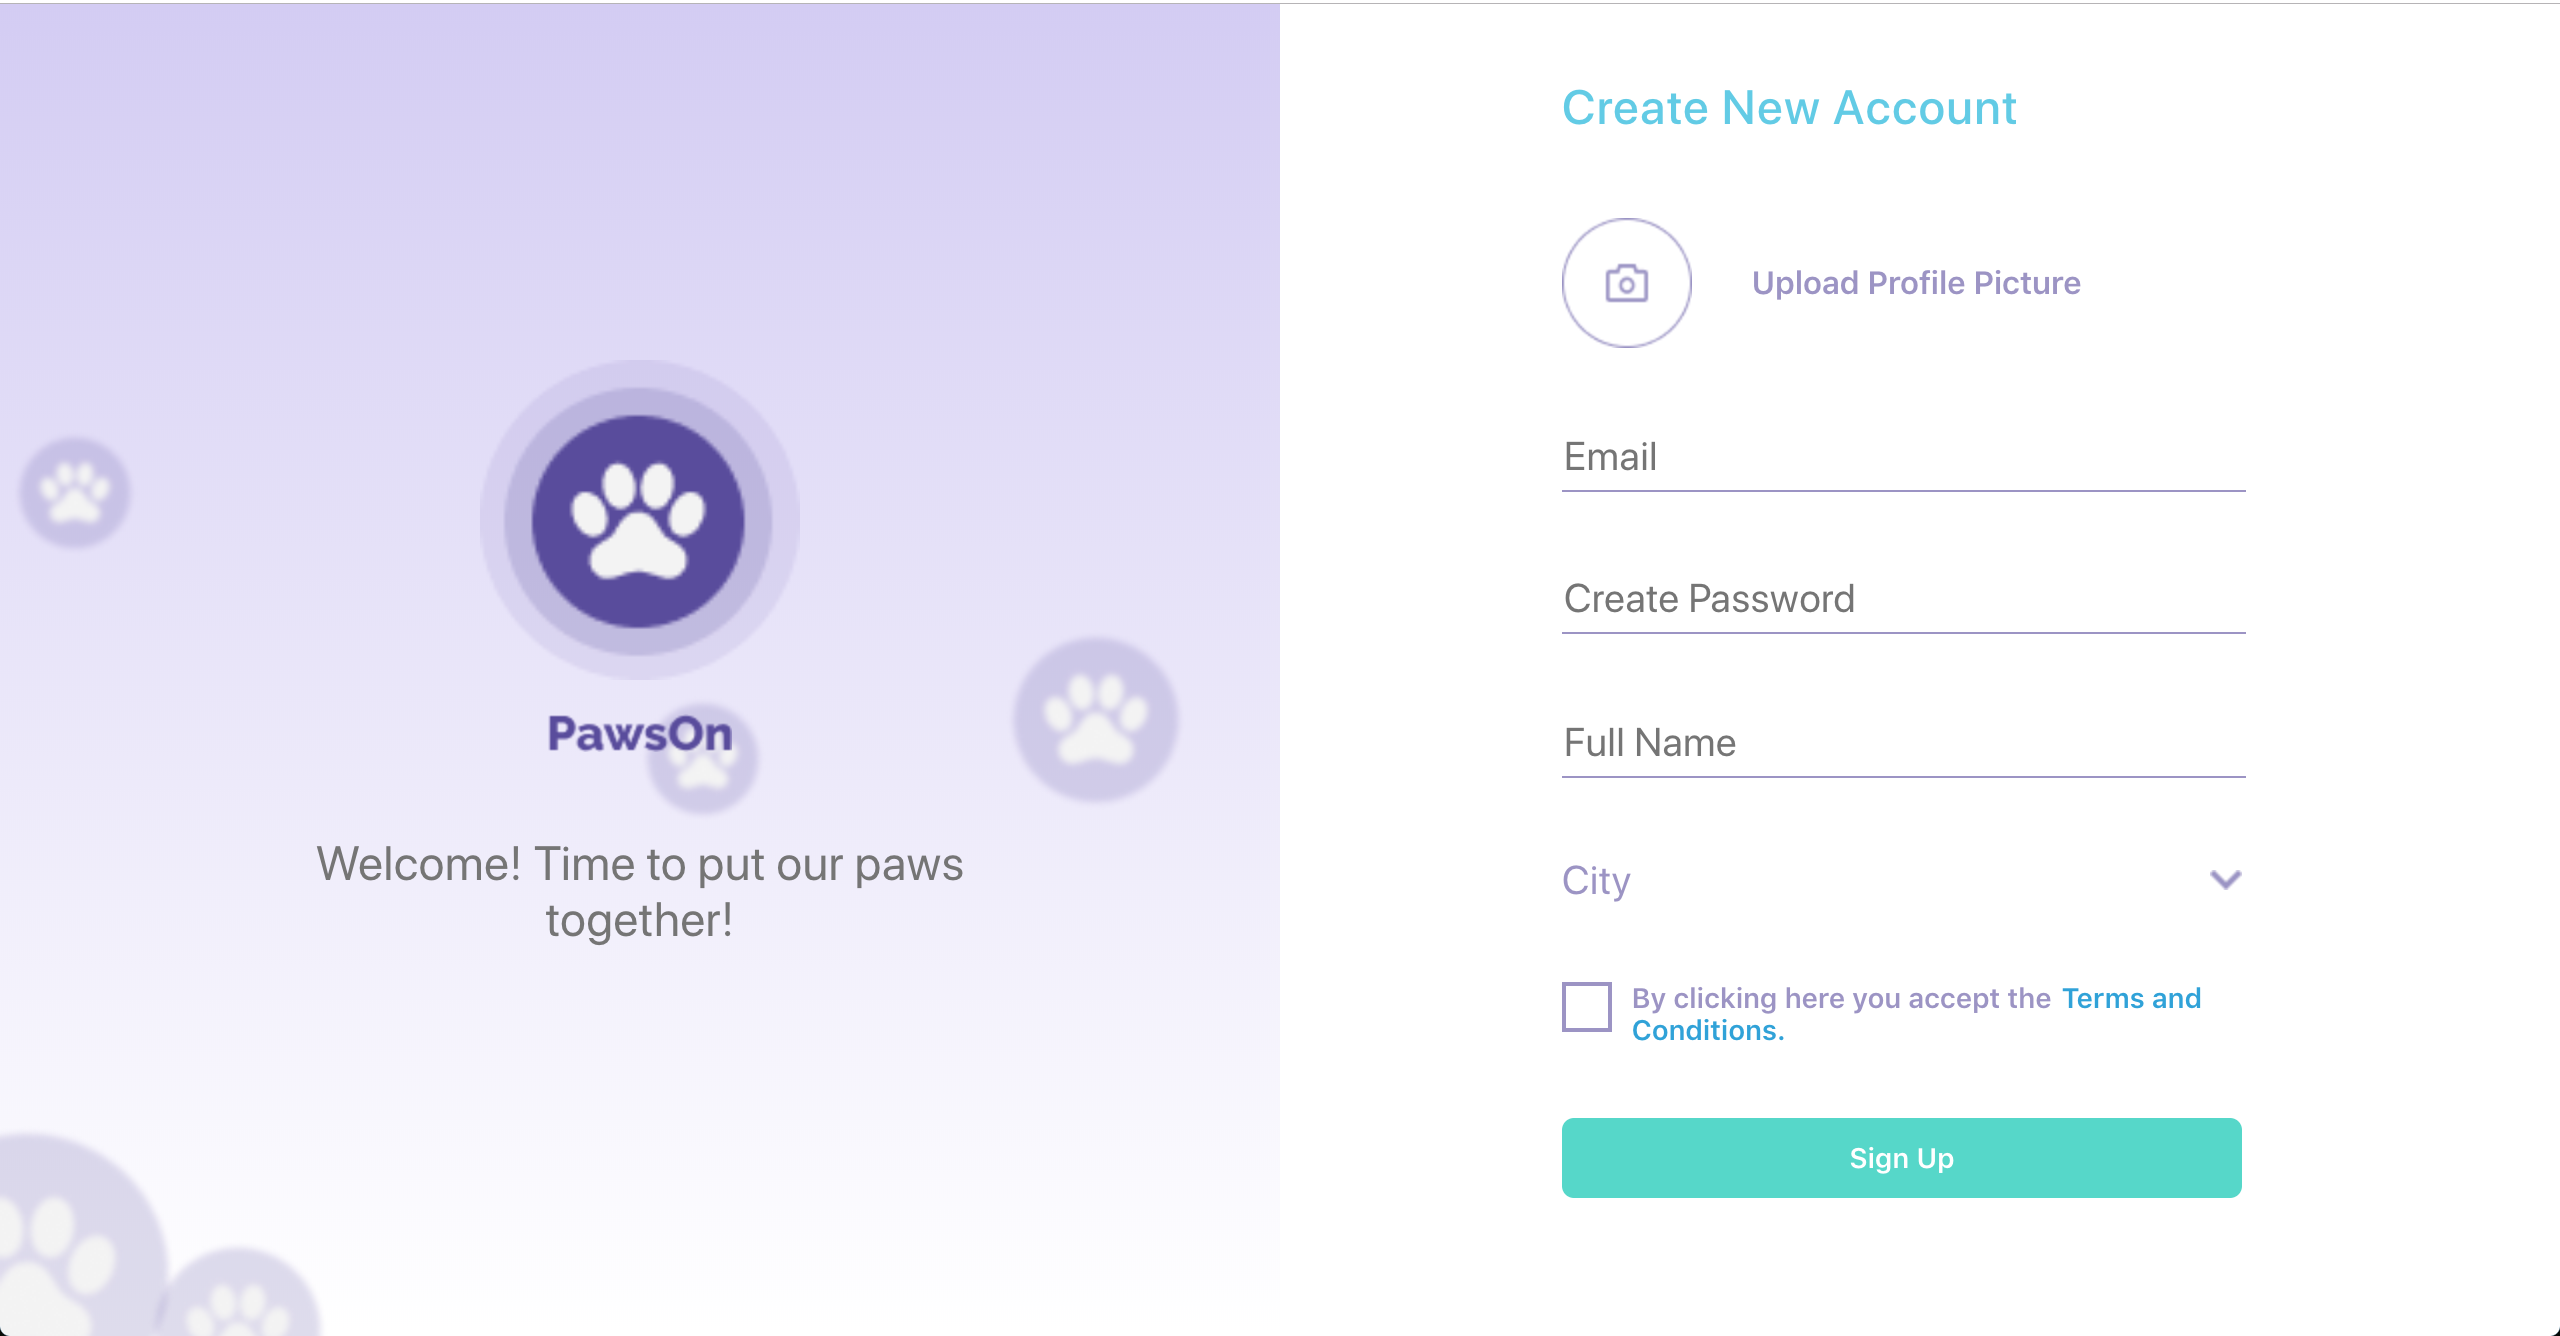 PawsOn
Welcome! Time to put our paws
together!
Create New Account
Upload Profile Picture
Email
Create Password
Full Name
City
By clicking here you accept the Terms and
Conditions.
Sign Up